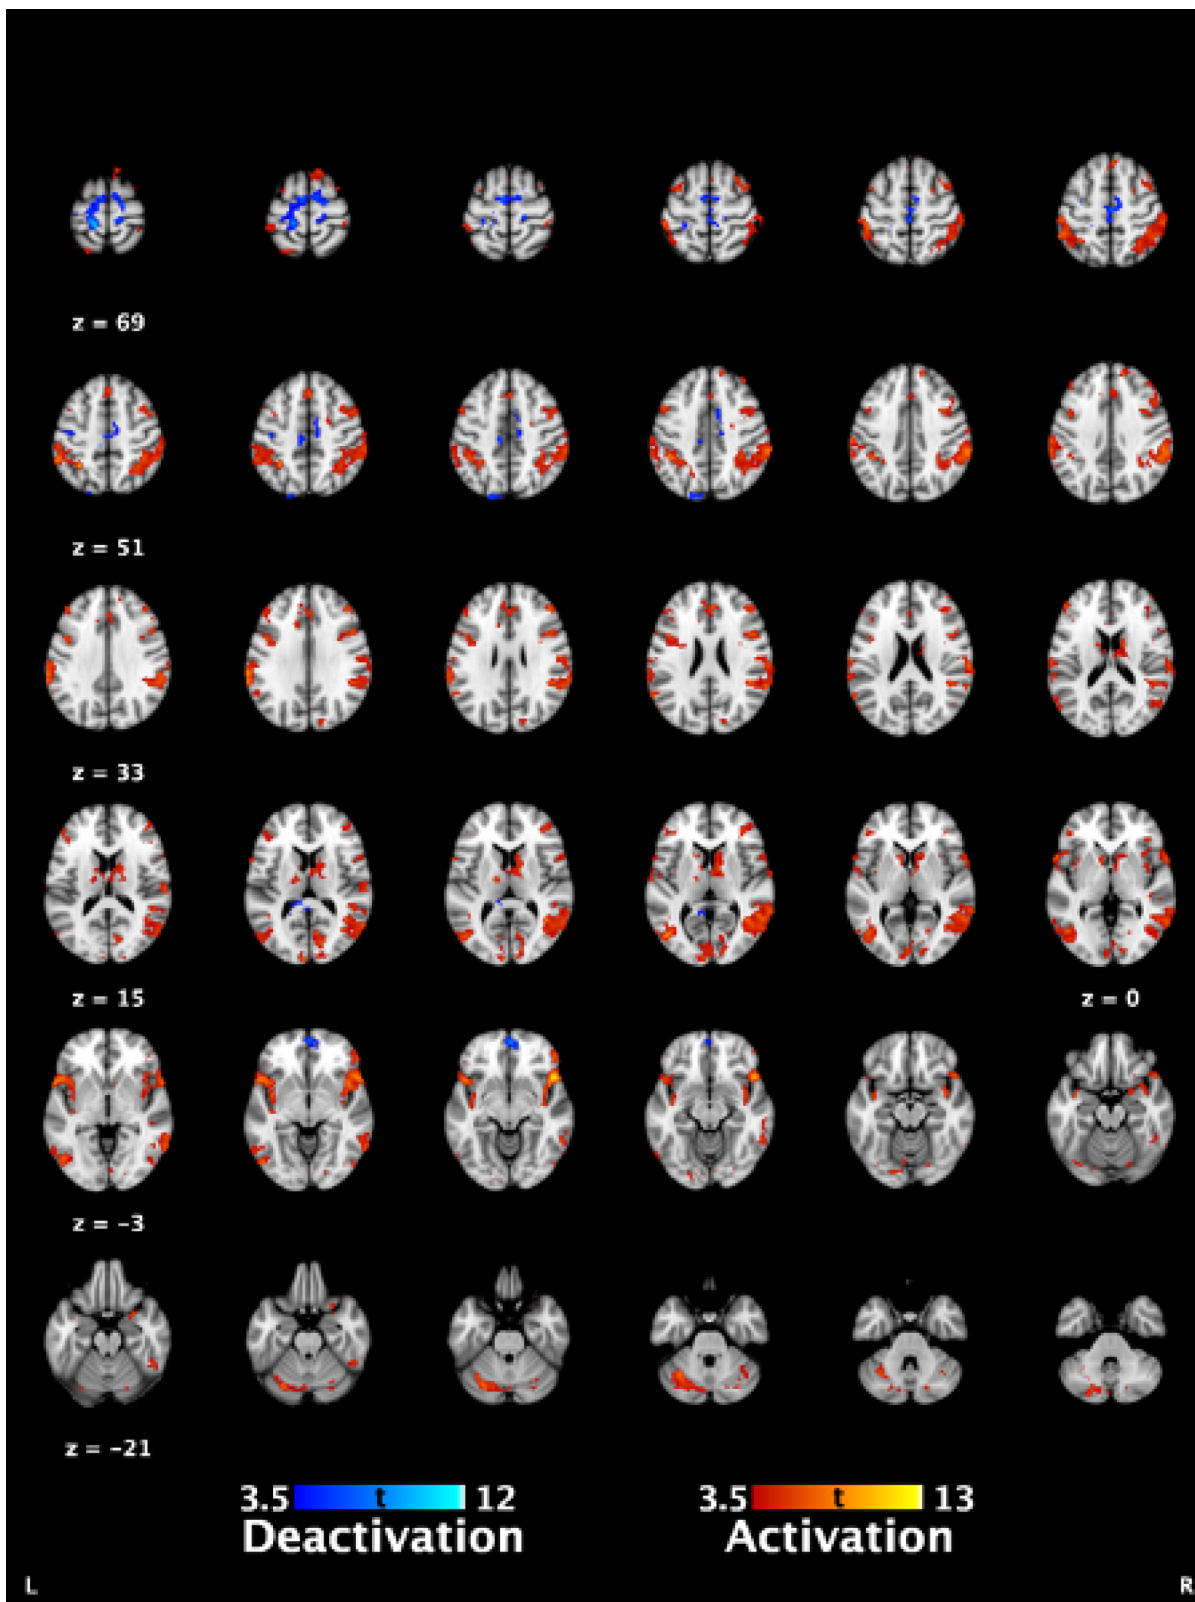 z = 69
z = 51
z = 33
z = 15
z = 0
z = −3
z = −21
3.5 t 12 3.5 t 13
Deactivation Activation
L R